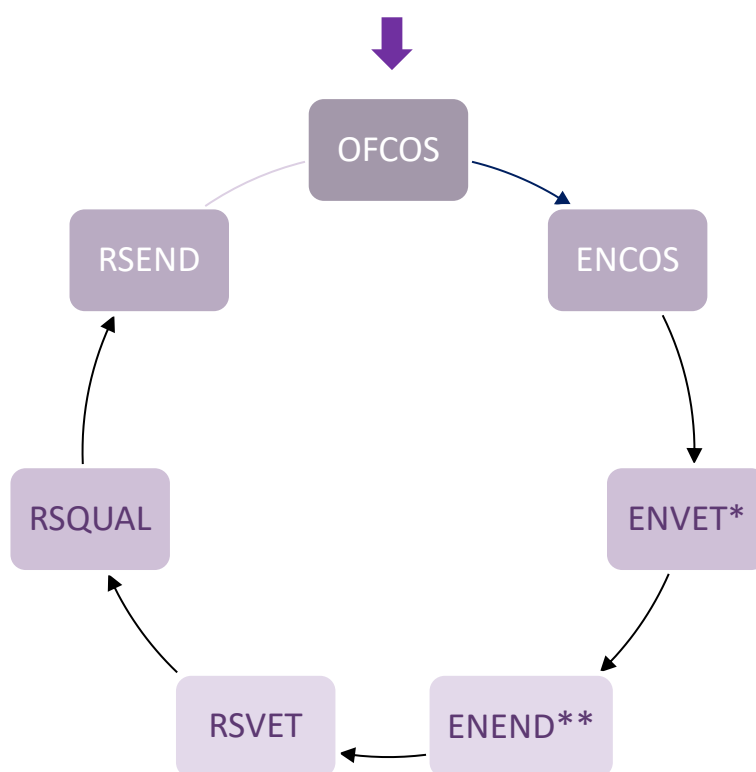 OFCOS
ENCOS
ENVET*
ENEND**
RSVET
RSQUAL
RSEND